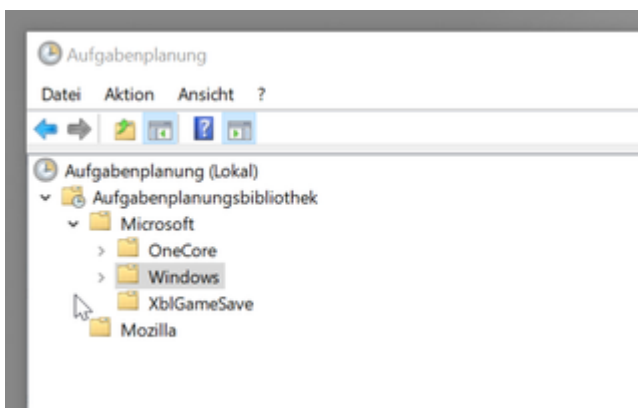 Aufgabenplanung
Datei Aktion Ansicht ?
Aufgabenplanung (Lokal)
Aufgabenplanungsbibliothek
Microsoft
OneCore
Windows
XblGameSave
Mozilla